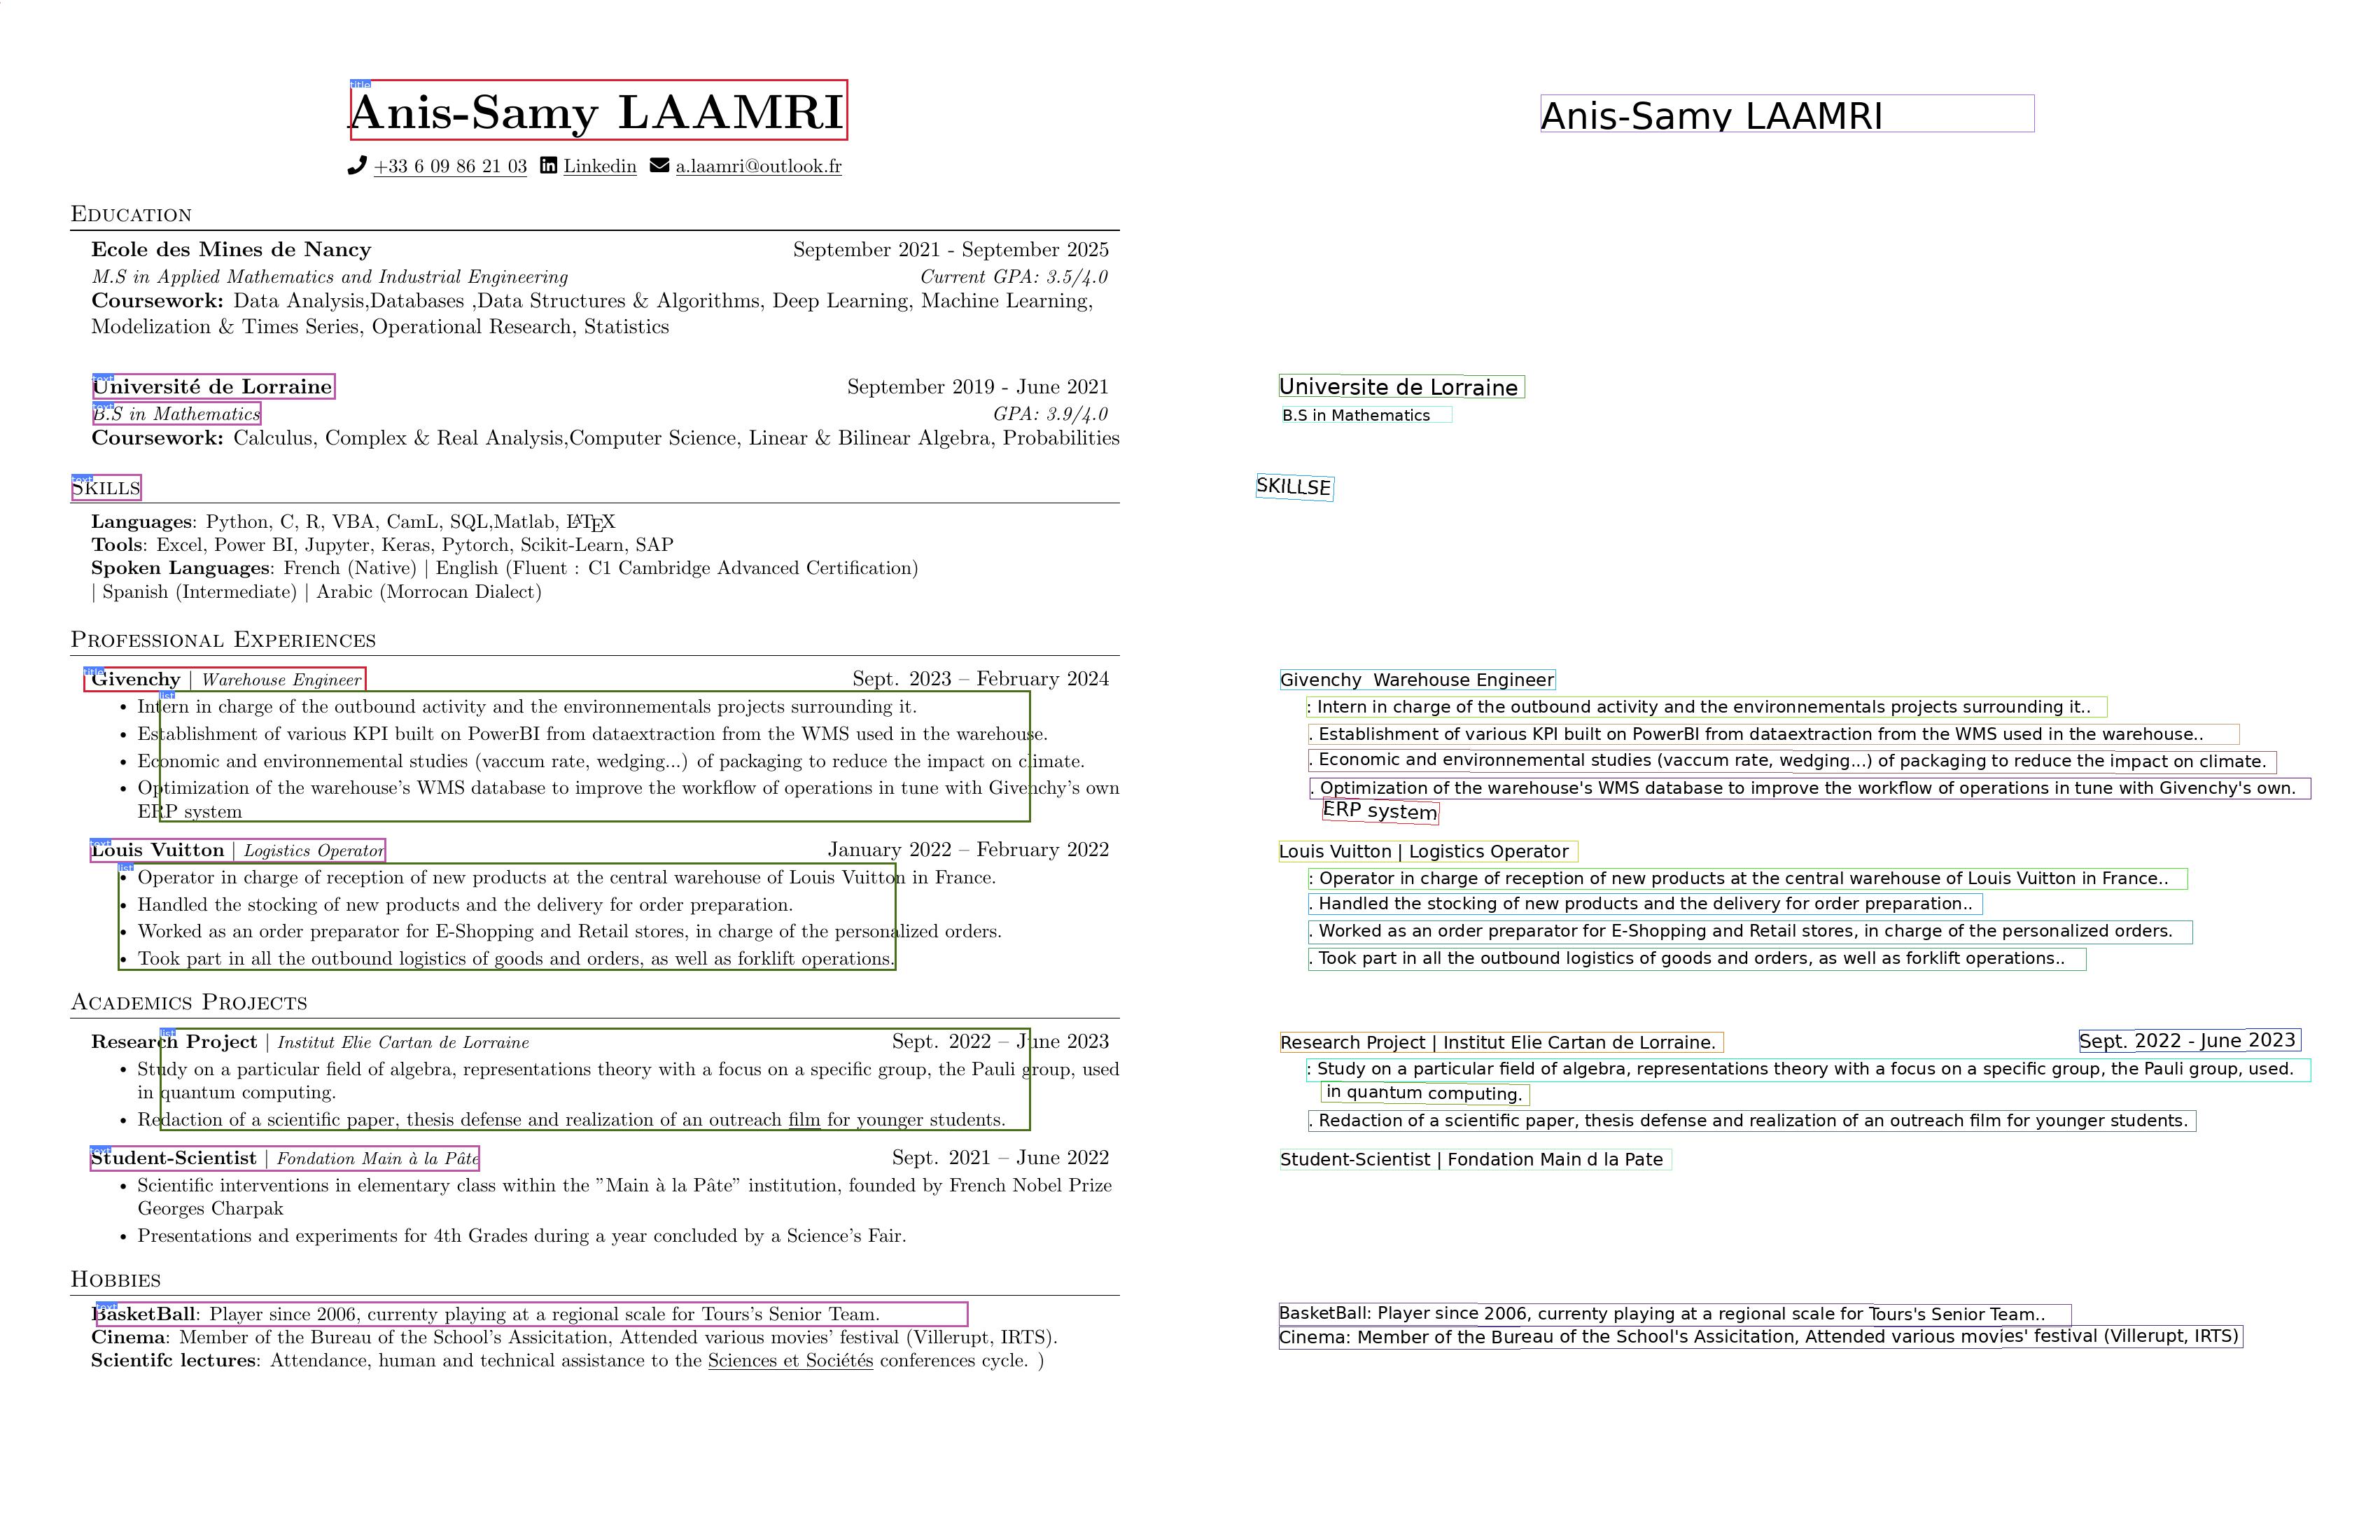 Anis-Samy LAAMRI
+33 6 09 86 21 03 Linkedin a.laamri@outlook.fr
EDUCATION
Ecole des Mines de Nancy September 2021 - September 2025
M.S in Applied Mathematics and Industrial Engineering Current GPA: 3.5/4.0
Coursework: Data Analysis,Databases ,Data Structures & Algorithms, Deep Learning, Machine Learning,
Modelization & Times Series, Operational Research, Statistics
Université de Lorraine September 2019 - June 2021
B.S in Mathematics GPA: 3.9/4.0
Coursework: Calculus, Complex & Real Analysis,Computer Science, Linear & Bilinear Algebra, Probabilities
SKILLS
Languages: Python, C, R, VBA, CamL, SQL,Matlab, LATEX
Tools: Excel, Power BI, Jupyter, Keras, Pytorch, Scikit-Learn, SAP
Spoken Languages: French (Native) | English (Fluent : C1 Cambridge Advanced Certification)
| Spanish (Intermediate) | Arabic (Morrocan Dialect)
PROFESSIONAL EXPERIENCES
Givenchy | Warehouse Engineer Sept. 2023 – February 2024
• Intern in charge of the outbound activity and the environnementals projects surrounding it.
• Establishment of various KPI built on PowerBI from dataextraction from the WMS used in the warehouse.
• Economic and environnemental studies (vaccum rate, wedging...) of packaging to reduce the impact on climate.
• Optimization of the warehouse's WMS database to improve the workflow of operations in tune with Givenchy's own
ERP system
Louis Vuitton | Logistics Operator January 2022 – February 2022
• Operator in charge of reception of new products at the central warehouse of Louis Vuitton in France.
• Handled the stocking of new products and the delivery for order preparation.
• Worked as an order preparator for E-Shopping and Retail stores, in charge of the personalized orders.
• Took part in all the outbound logistics of goods and orders, as well as forklift operations.
ACADEMICS PROJECTS
Research Project | Institut Elie Cartan de Lorraine Sept. 2022 – June 2023
• Study on a particular field of algebra, representations theory with a focus on a specific group, the Pauli group, used
in quantum computing.
• Redaction of a scientific paper, thesis defense and realization of an outreach film for younger students.
Student-Scientist | Fondation Main à la Pâte Sept. 2021 – June 2022
• Scientific interventions in elementary class within the "Main à la Pâte" institution, founded by French Nobel Prize
Georges Charpak
• Presentations and experiments for 4th Grades during a year concluded by a Science's Fair.
HOBBIES
BasketBall: Player since 2006, currenty playing at a regional scale for Tours's Senior Team.
Cinema: Member of the Bureau of the School's Assicitation, Attended various movies' festival (Villerupt, IRTS).
Scientifc lectures: Attendance, human and technical assistance to the Sciences et Sociétés conferences cycle. )
Anis-Samy LAAMRI
Universite de Lorraine
B.S in Mathematics
SKILLSE
Givenchy Warehouse Engineer
: Intern in charge of the outbound activity and the environnementals projects surrounding it..
. Establishment of various KPI built on PowerBI from dataextraction from the WMS used in the warehouse..
. Economic and environnemental studies (vaccum rate, wedging...) of packaging to reduce the impact on climate.
. Optimization of the warehouse's WMS database to improve the workflow of operations in tune with Givenchy's own.
ERP system
Louis Vuitton | Logistics Operator
: Operator in charge of reception of new products at the central warehouse of Louis Vuitton in France..
. Handled the stocking of new products and the delivery for order preparation..
. Worked as an order preparator for E-Shopping and Retail stores, in charge of the personalized orders.
. Took part in all the outbound logistics of goods and orders, as well as forklift operations..
Research Project | Institut Elie Cartan de Lorraine. Sept. 2022 - June 2023
: Study on a particular field of algebra, representations theory with a focus on a specific group, the Pauli group, used.
in quantum computing.
. Redaction of a scientific paper, thesis defense and realization of an outreach film for younger students.
Student-Scientist | Fondation Main d la Pate
BasketBall: Player since 2006, currenty playing at a regional scale for Tours's Senior Team..
Cinema: Member of the Bureau of the School's Assicitation, Attended various movies' festival (Villerupt, IRTS)